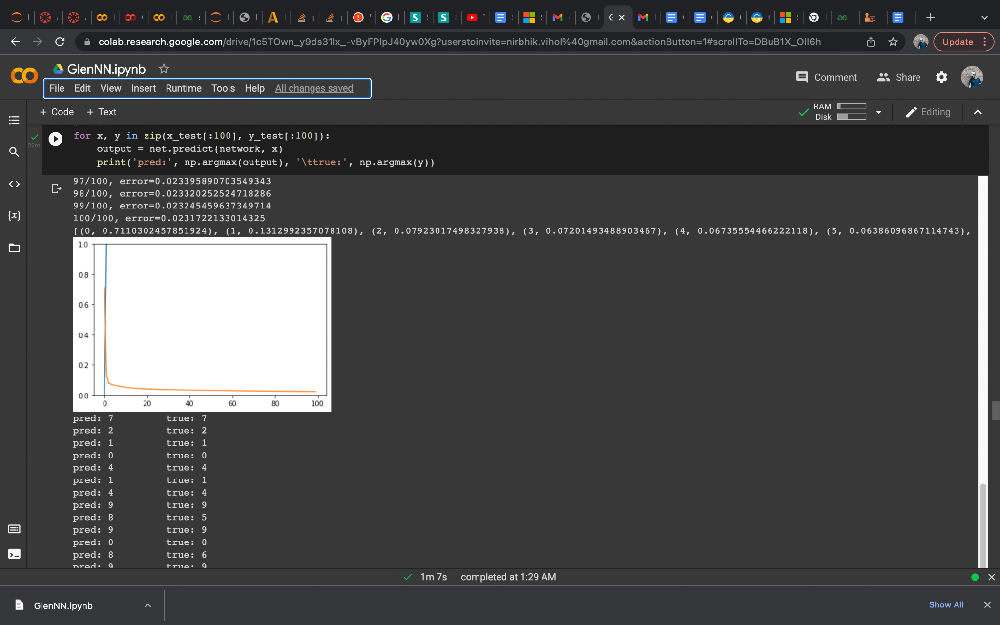 colab.research.google.com/drive/1c5TOwn_y9ds31lx_-vByFPlpJ40yw0Xg?userstoinvite=nirbhik.vihol%40gmail.com&actionButton=1#scrollTo=DBuB1X_OII6h
Update
GlenNN.ipynb
Comment
Share
File Edit View Insert Runtime Tools Help All changes saved
+ Code + Text
RAM
Disk
Editing
22m
for x, y in zip(x_test[:100], y_test[:100]):
output = net.predict(network, x)
print('pred:', np.argmax(output), '\ttrue:', np.argmax(y))
97/100, error=0.023395890703549343
98/100, error=0.023320252524718286
99/100, error=0.023245459637349714
100/100, error=0.0231722133014325
[(0, 0.7110302457851924), (1, 0.1312992357078108), (2, 0.07923017498327938), (3, 0.07201493488903467), (4, 0.06735554466222118), (5, 0.06386096867114743),
1.0
0.8
0.6
0.4
0.2
0.0
0 20 40 60 80 100
pred: 7 true: 7
pred: 2 true: 2
pred: 1 true: 1
pred: 0 true: 0
pred: 4 true: 4
pred: 1 true: 1
pred: 4 true: 4
pred: 9 true: 9
pred: 8 true: 5
pred: 9 true: 9
pred: 0 true: 0
pred: 8 true: 6
pred: 9 true: 9
1m 7s completed at 1:29 AM
GlenNN.ipynb
Show All